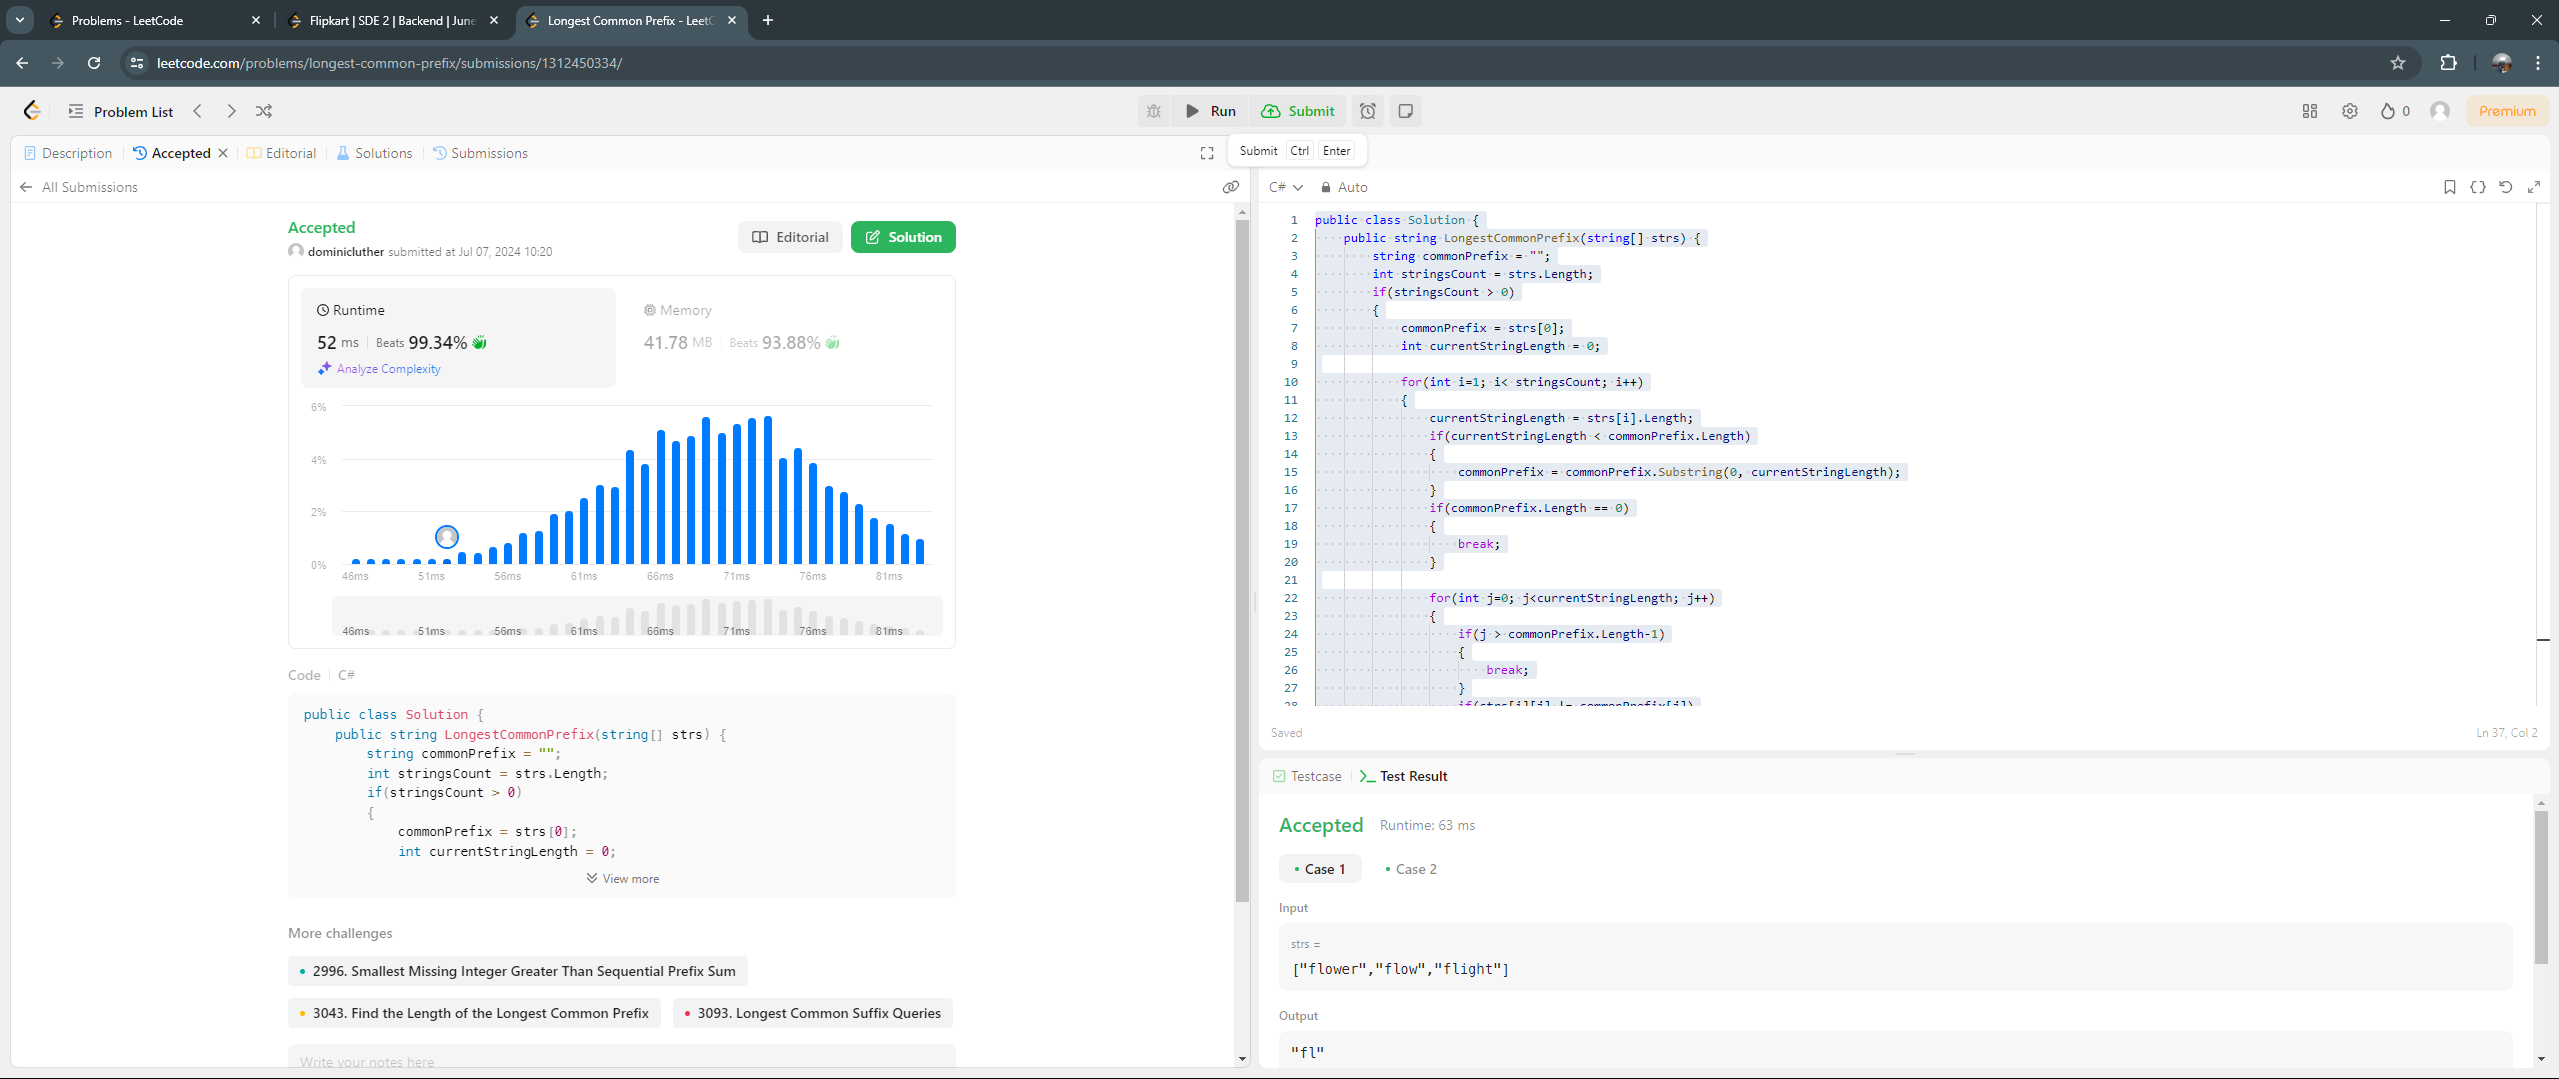 Problems - LeetCode
Flipkart | SDE 2 | Backend | June
Longest Common Prefix - LeetC
leetcode.com/problems/longest-common-prefix/submissions/1312450334/
Problem List
Run
Submit
0
Premium
Description
Accepted
Editorial
Solutions
Submissions
Submit Ctrl Enter
All Submissions
Accepted
dominicluther submitted at Jul 07, 2024 10:20
Editorial
Solution
Runtime
52 ms | Beats 99.34%
Analyze Complexity
Memory
41.78 MB | Beats 93.88%
6%
4%
2%
0%
46ms 51ms 56ms 61ms 66ms 71ms 76ms 81ms
46ms 51ms 56ms 61ms 66ms 71ms 76ms 81ms
Code | C#
public class Solution {
public string LongestCommonPrefix(string[] strs) {
string commonPrefix = "";
int stringsCount = strs.Length;
if(stringsCount > 0)
{
commonPrefix = strs[0];
int currentStringLength = 0;
View more
More challenges
2996. Smallest Missing Integer Greater Than Sequential Prefix Sum
3043. Find the Length of the Longest Common Prefix
3093. Longest Common Suffix Queries
Write your notes here
C#
Auto
1 public class Solution {
2 public string LongestCommonPrefix(string[] strs) {
3 string commonPrefix = "";
4 int stringsCount = strs.Length;
5 if(stringsCount > 0)
6 {
7 commonPrefix = strs[0];
8 int currentStringLength = 0;
9
10 for(int i=1; i< stringsCount; i++)
11 {
12 currentStringLength = strs[i].Length;
13 if(currentStringLength < commonPrefix.Length)
14 {
15 commonPrefix = commonPrefix.Substring(0, currentStringLength);
16 }
17 if(commonPrefix.Length == 0)
18 {
19 break;
20 }
21
22 for(int j=0; j<currentStringLength; j++)
23 {
24 if(j > commonPrefix.Length-1)
25 {
26 break;
27 }
28 if(strs[i][j] != commonPrefix[j])
Saved
Ln 37, Col 2
Testcase
Test Result
Accepted
Runtime: 63 ms
Case 1
Case 2
Input
strs =
["flower","flow","flight"]
Output
"fl"